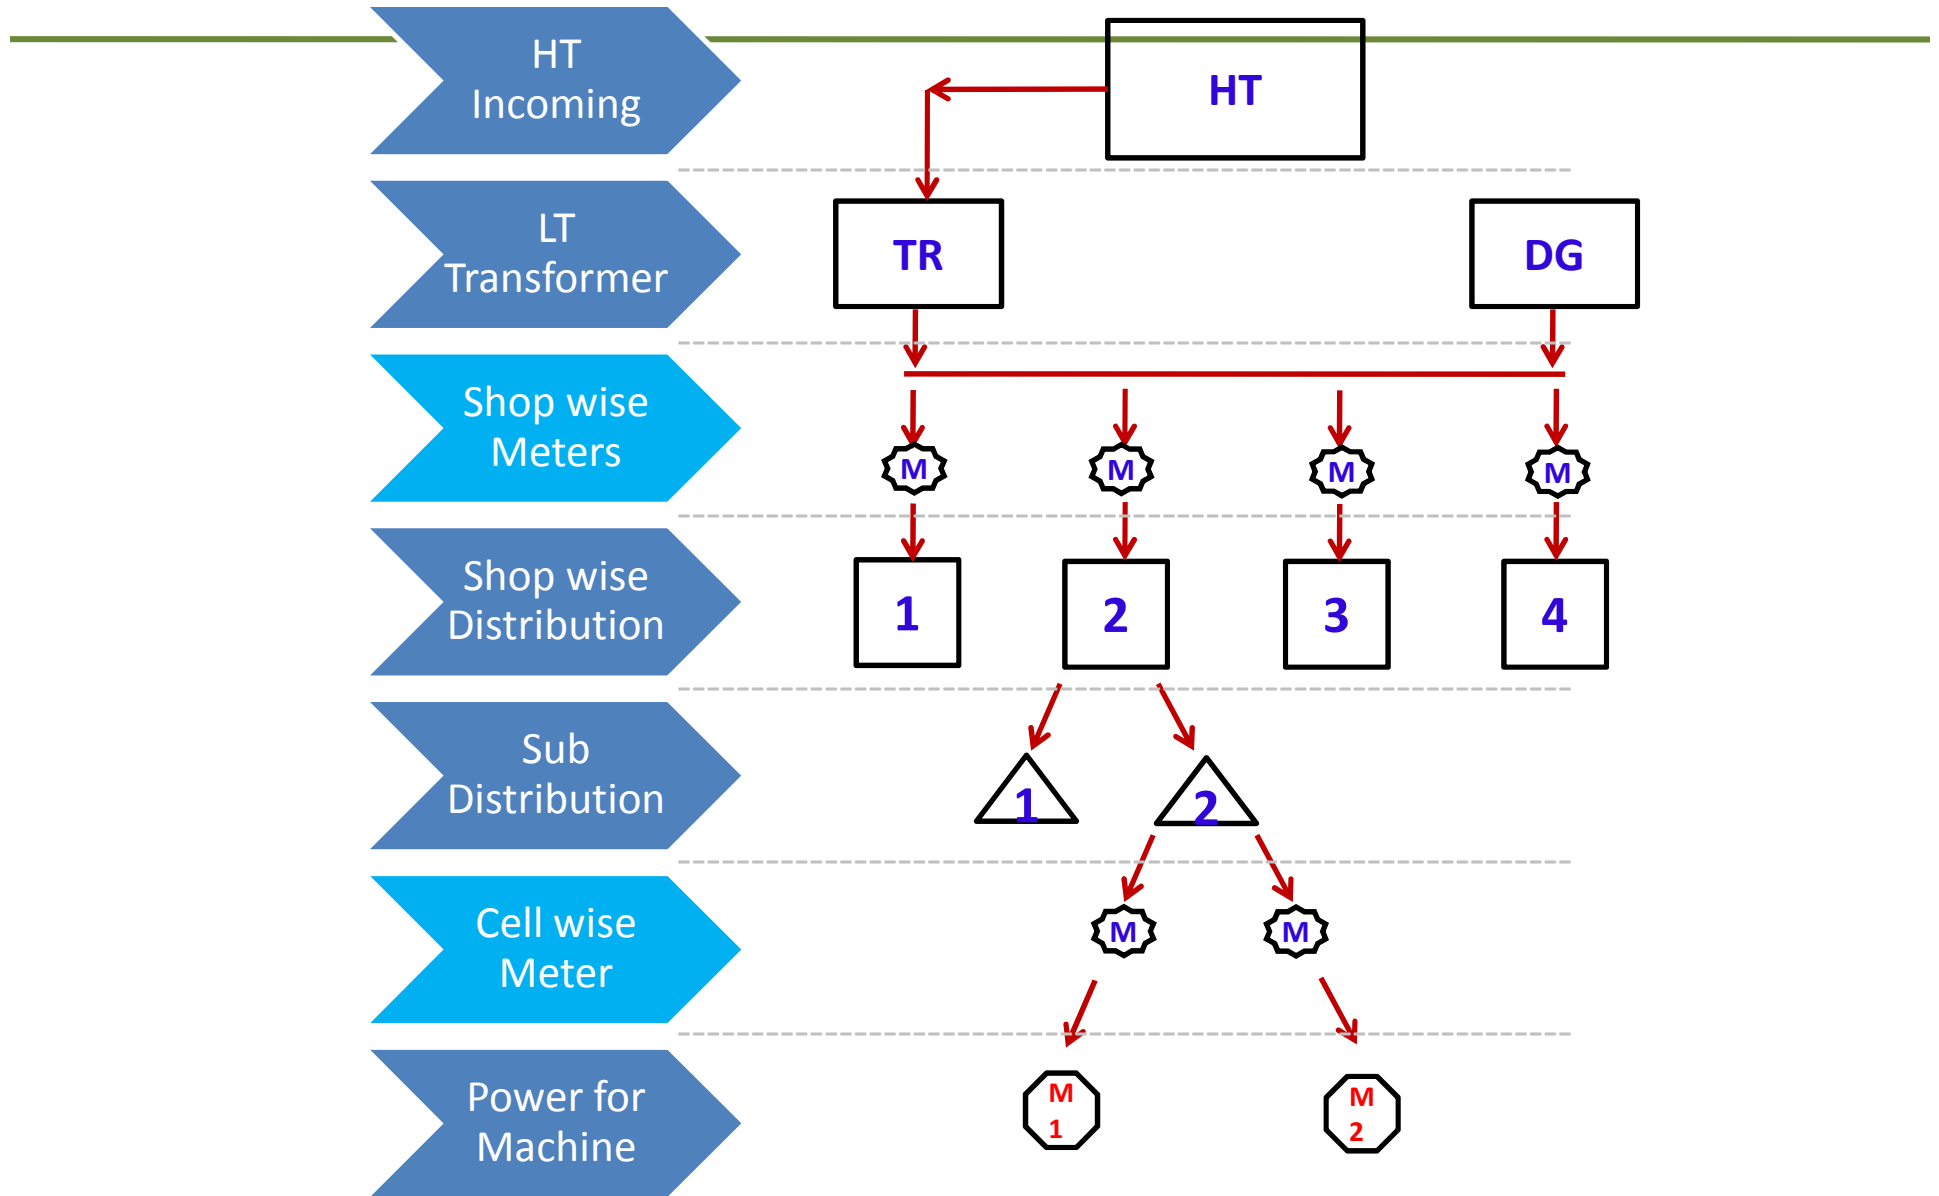 HT
Incoming
HT
LT
Transformer
TR
DG
Shop wise
Meters
M
M
M
M
Shop wise
Distribution
1
2
3
4
Sub
Distribution
1
2
Cell wise
Meter
M
M
Power for
Machine
M
1
M
2